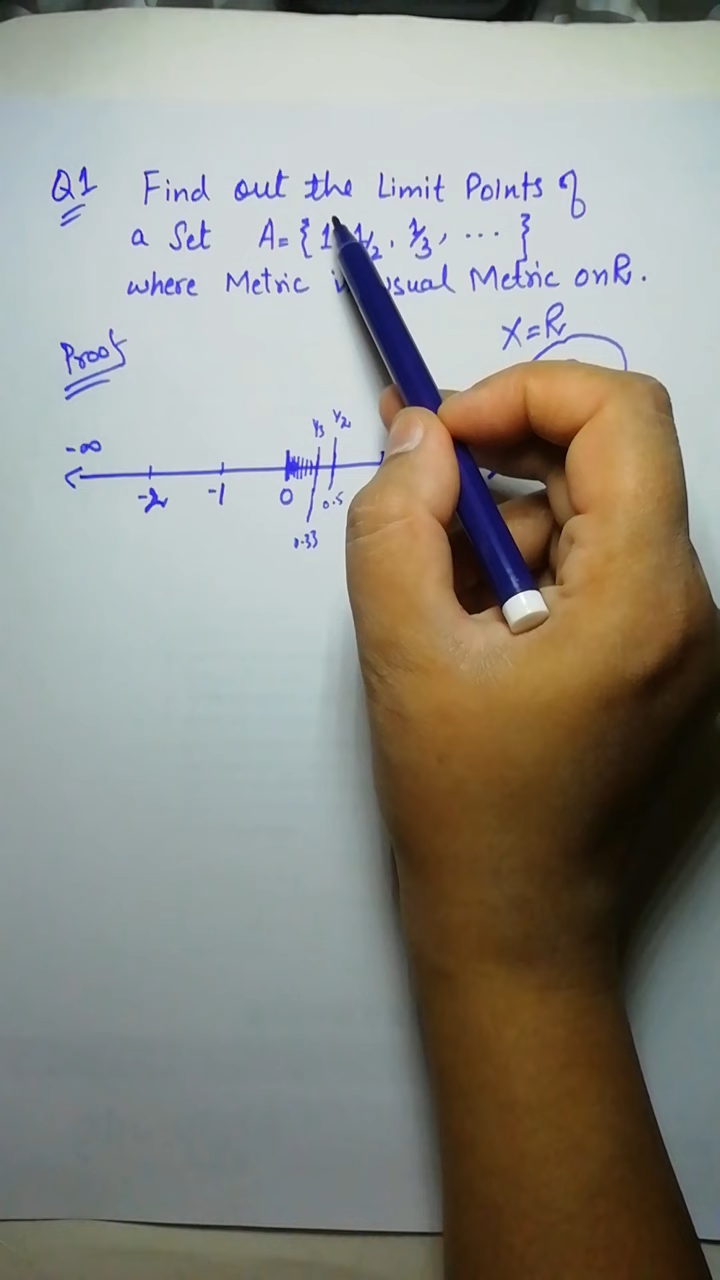 Q1 Find out the Limit Points of
a Set A = { 1, 1/2, 1/3, ... }
where Metric usual Metric on R.
X = R
Proof
1/3 1/2
-∞
-2 -1 0 0.5
0.33